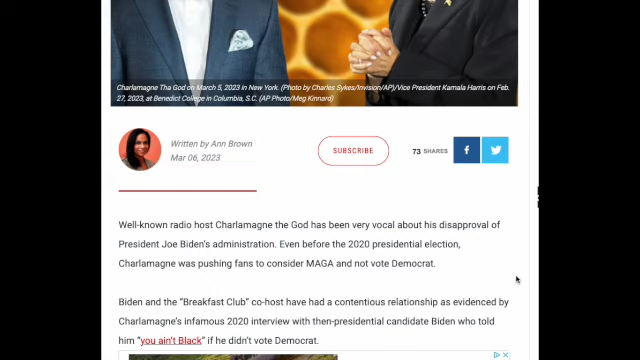 Charlamagne Tha God on March 5, 2023 in New York. (Photo by Charles Sykes/Invision/AP)/Vice President Kamala Harris on Feb.
27, 2023, at Benedict College in Columbia, S.C. (AP Photo/Meg Kinnard)
Written by Ann Brown
Mar 06, 2023
SUBSCRIBE
73 SHARES
Well-known radio host Charlamagne the God has been very vocal about his disapproval of
President Joe Biden's administration. Even before the 2020 presidential election,
Charlamagne was pushing fans to consider MAGA and not vote Democrat.
Biden and the "Breakfast Club" co-host have had a contentious relationship as evidenced by
Charlamagne's infamous 2020 interview with then-presidential candidate Biden who told
him "you ain't Black" if he didn't vote Democrat.